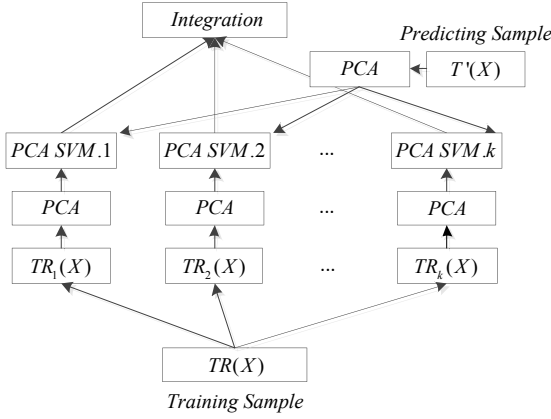 Integration
Predicting Sample
PCA
T'(X)
PCA SVM.1
PCA SVM.2
...
PCA SVM.k
PCA
PCA
...
PCA
TR₁(X)
TR₂(X)
...
TRₖ(X)
TR(X)
Training Sample